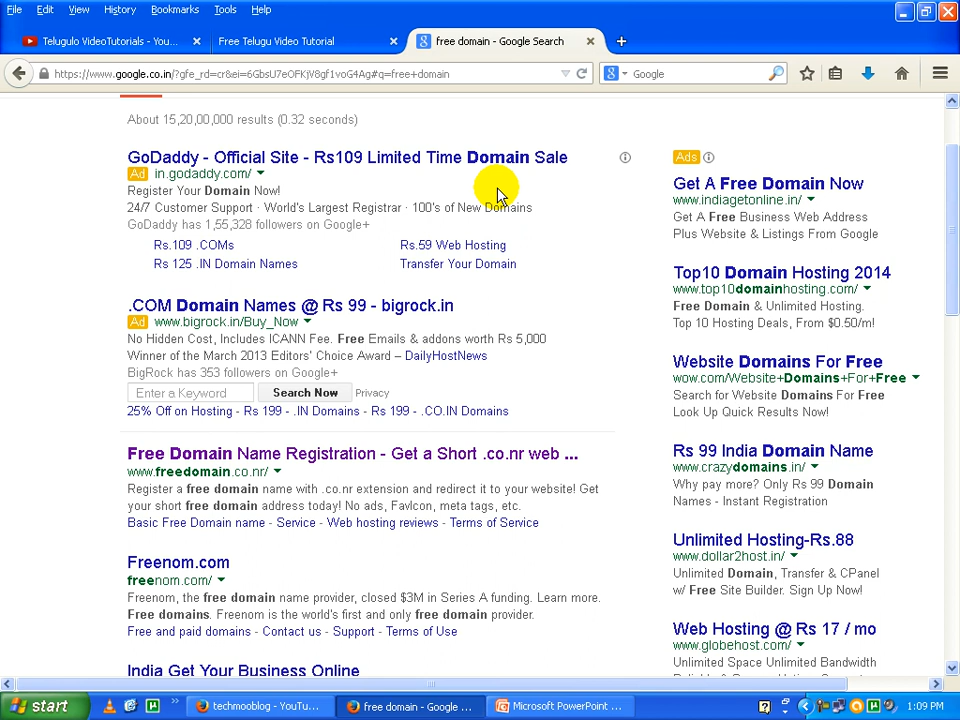 File Edit View History Bookmarks Tools Help
Telugulo VideoTutorials - You...
Free Telugu Video Tutorial
free domain - Google Search
https://www.google.co.in/?gfe_rd=cr&ei=6GbsU7eOFKjV8gf1voG4Ag#q=free+domain
Google
About 15,20,00,000 results (0.32 seconds)
GoDaddy - Official Site - Rs109 Limited Time Domain Sale
Ad in.godaddy.com/
Register Your Domain Now!
24/7 Customer Support · World's Largest Registrar · 100's of New Domains
GoDaddy has 1,55,328 followers on Google+
Rs.109 .COMs Rs.59 Web Hosting
Rs 125 .IN Domain Names Transfer Your Domain
.COM Domain Names @ Rs 99 - bigrock.in
Ad www.bigrock.in/Buy_Now
No Hidden Cost, Includes ICANN Fee. Free Emails & addons worth Rs 5,000
Winner of the March 2013 Editors' Choice Award – DailyHostNews
BigRock has 353 followers on Google+
Enter a Keyword Search Now Privacy
25% Off on Hosting - Rs 199 - .IN Domains - Rs 199 - .CO.IN Domains
Free Domain Name Registration - Get a Short .co.nr web ...
www.freedomain.co.nr/
Register a free domain name with .co.nr extension and redirect it to your website! Get
your short free domain address today! No ads, FavIcon, meta tags, etc.
Basic Free Domain name - Service - Web hosting reviews - Terms of Service
Freenom.com
freenom.com/
Freenom, the free domain name provider, closed $3M in Series A funding. Learn more.
Free domains. Freenom is the world's first and only free domain provider.
Free and paid domains - Contact us - Support - Terms of Use
India Get Your Business Online
Ads
Get A Free Domain Now
www.indiagetonline.in/
Get A Free Business Web Address
Plus Website & Listings From Google
Top10 Domain Hosting 2014
www.top10domainhosting.com/
Free Domain & Unlimited Hosting.
Top 10 Hosting Deals, From $0.50/m!
Website Domains For Free
wow.com/Website+Domains+For+Free
Search for Website Domains For Free
Look Up Quick Results Now!
Rs 99 India Domain Name
www.crazydomains.in/
Why pay more? Only Rs 99 Domain
Names - Instant Registration
Unlimited Hosting-Rs.88
www.dollar2host.in/
Unlimited Domain, Transfer & CPanel
w/ Free Site Builder. Sign Up Now!
Web Hosting @ Rs 17 / mo
www.globehost.com/
Unlimited Space Unlimited Bandwidth
start
techmooblog - YouTu...
free domain - Google ...
Microsoft PowerPoint ...
1:09 PM